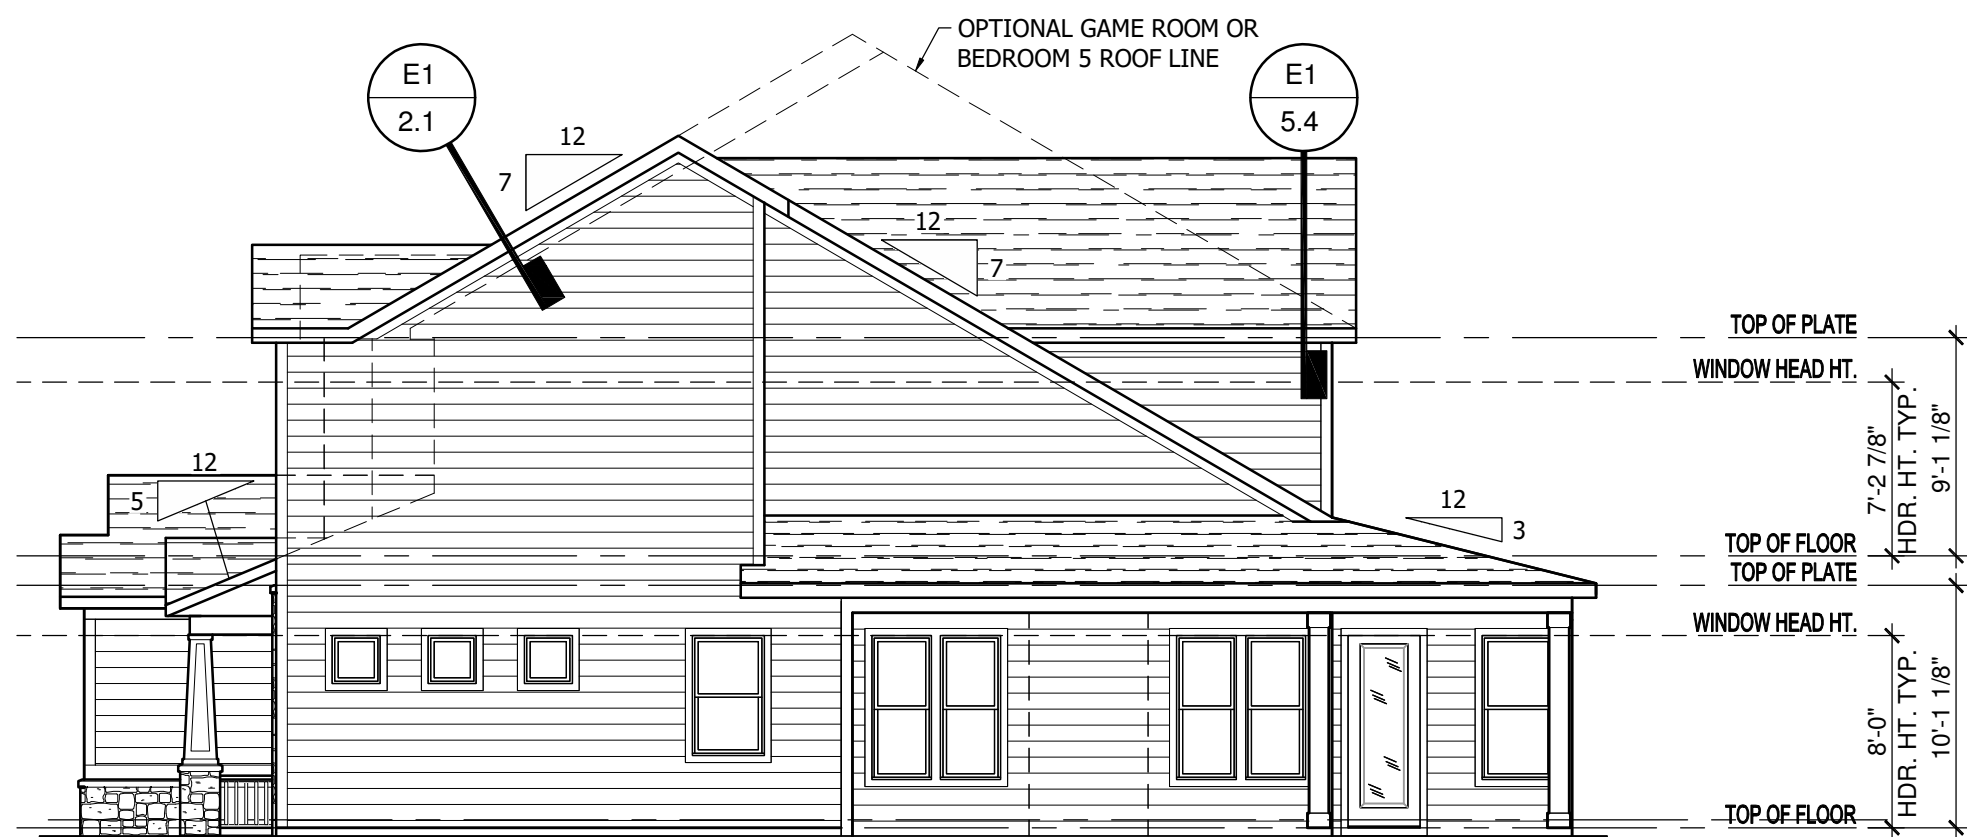 OPTIONAL GAME ROOM OR
BEDROOM 5 ROOF LINE
E1
2.1
E1
5.4
12
7
12
7
TOP OF PLATE
WINDOW HEAD HT.
7'-2 7/8"
HDR. HT. TYP.
9'-1 1/8"
12
5
12
3
TOP OF FLOOR
TOP OF PLATE
WINDOW HEAD HT.
8'-0"
HDR. HT. TYP.
10'-1 1/8"
TOP OF FLOOR